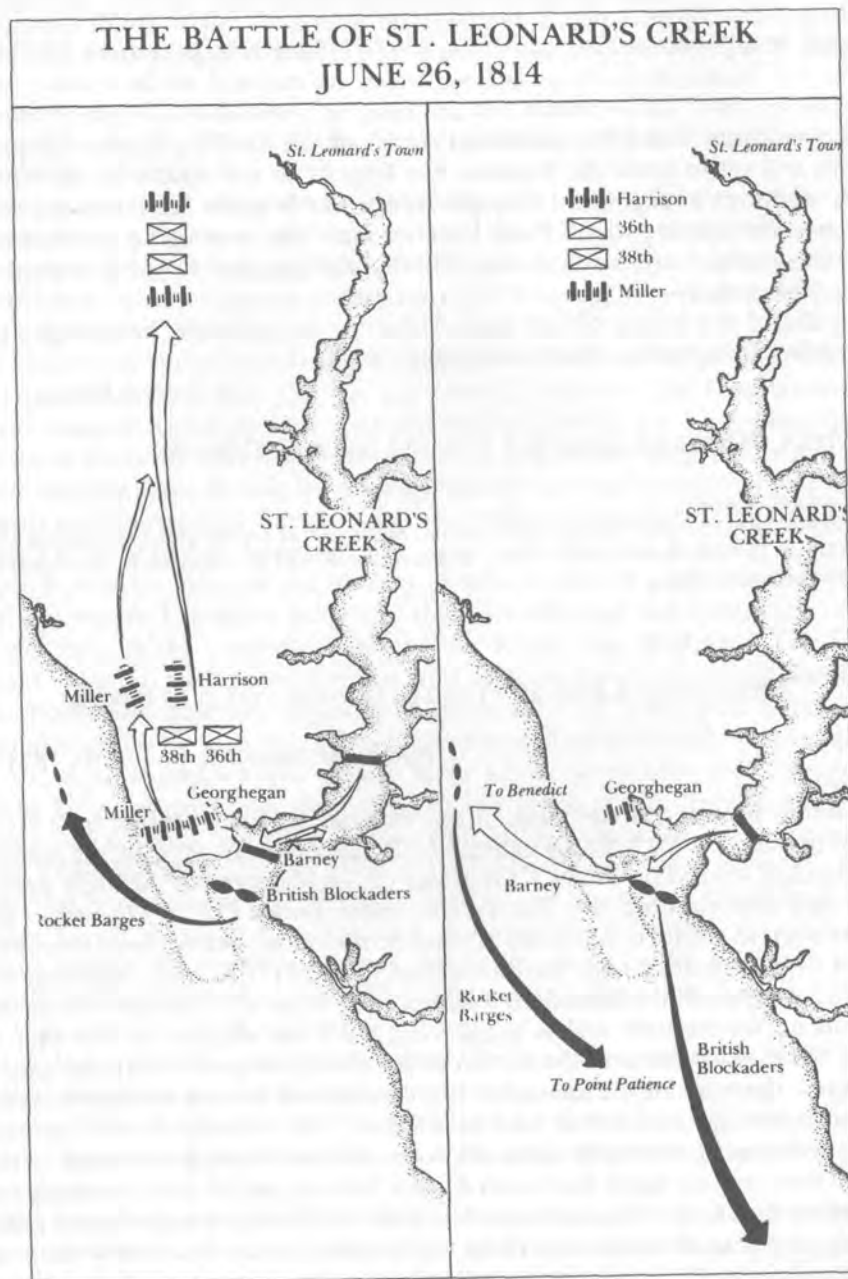 THE BATTLE OF ST. LEONARD'S CREEK
JUNE 26, 1814
St. Leonard's Town
ST. LEONARD'S
CREEK
Miller
Harrison
38th
36th
Georghegan
Miller
Barney
British Blockaders
Rocket Barges
St. Leonard's Town
Harrison
36th
38th
Miller
ST. LEONARD'S
CREEK
Georghegan
To Benedict
Barney
Rocket
Barges
British
Blockaders
To Point Patience